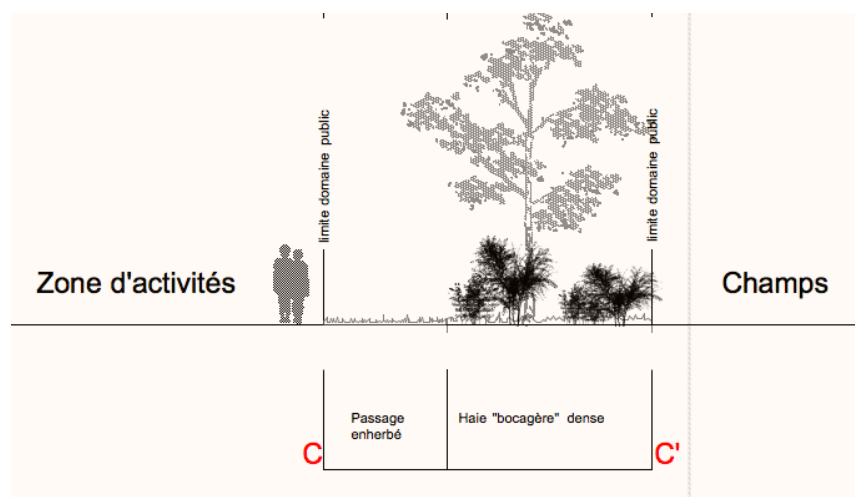 limite domaine public
limite domaine public
Zone d'activités
Champs
Passage
enherbé
Haie "bocagère" dense
C
C'